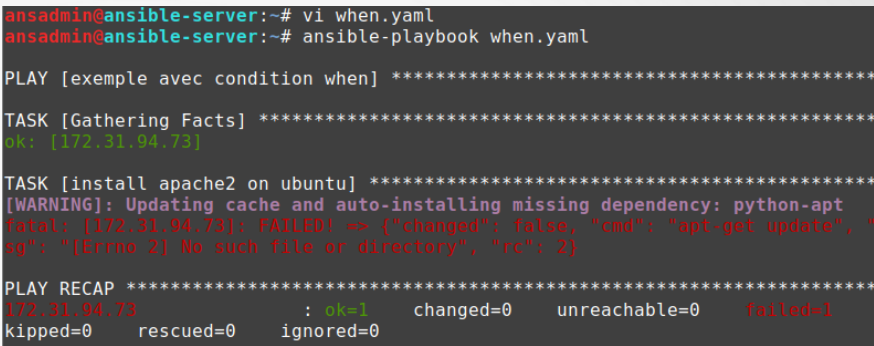 ansadmin@ansible-server:~# vi when.yaml
ansadmin@ansible-server:~# ansible-playbook when.yaml
PLAY [exemple avec condition when] ********************************************
TASK [Gathering Facts] ********************************************************
ok: [172.31.94.73]
TASK [install apache2 on ubuntu] **********************************************
[WARNING]: Updating cache and auto-installing missing dependency: python-apt
fatal: [172.31.94.73]: FAILED! => {"changed": false, "cmd": "apt-get update", "
sg": "[Errno 2] No such file or directory", "rc": 2}
PLAY RECAP ********************************************************************
172.31.94.73 : ok=1 changed=0 unreachable=0 failed=1
kipped=0 rescued=0 ignored=0